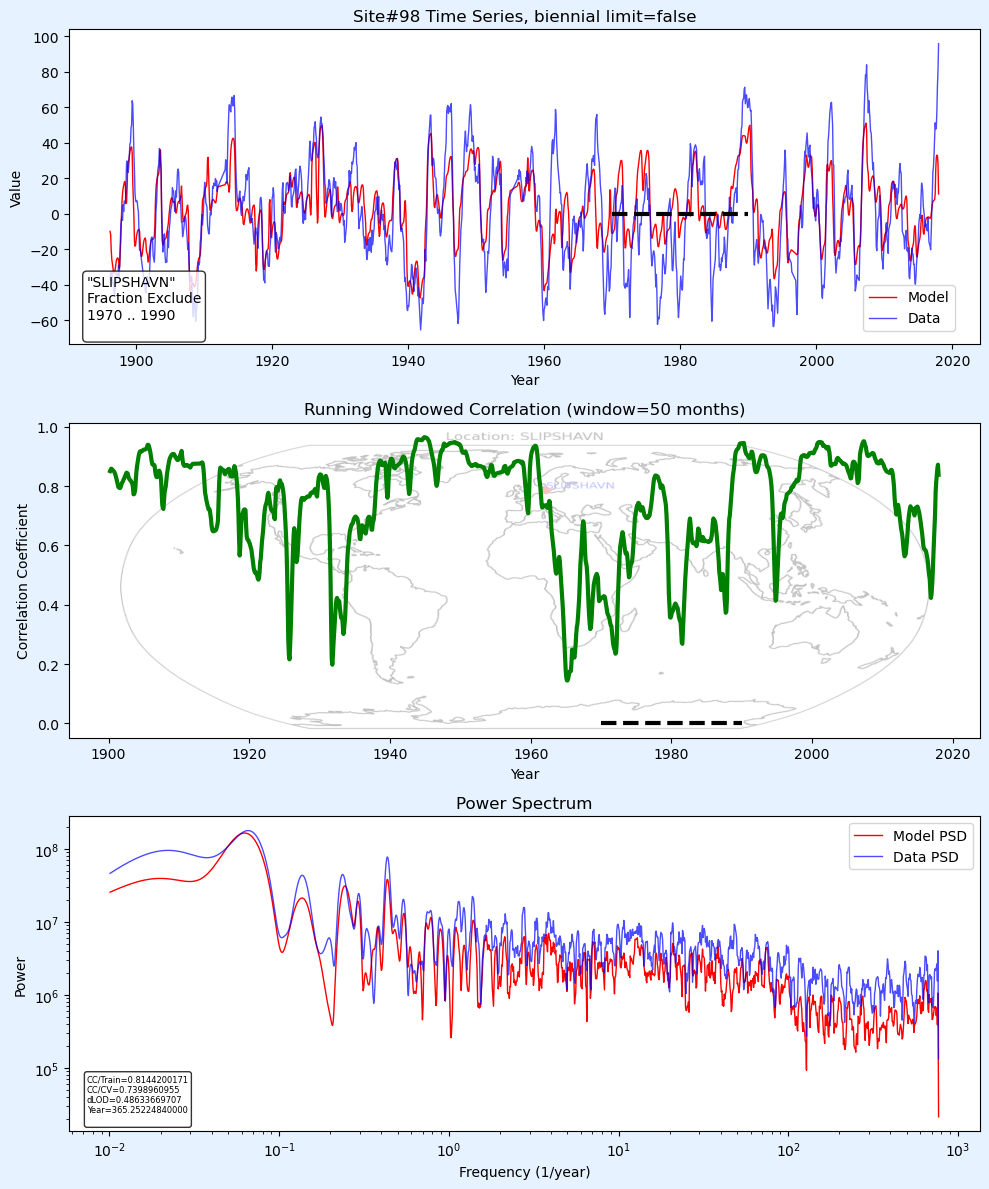 Site#98 Time Series, biennial limit=false
100
80
60
40
20
0
−20
−40
−60
Value
"SLIPSHAVN"
Fraction Exclude
1970 .. 1990
Model
Data
1900
1920
1940
1960
1980
2000
2020
Year
Running Windowed Correlation (window=50 months)
Location: SLIPSHAVN
SLIPSHAVN
1.0
0.8
0.6
0.4
0.2
0.0
Correlation Coefficient
1900
1920
1940
1960
1980
2000
2020
Year
Power Spectrum
Model PSD
Data PSD
10⁸
10⁷
10⁶
10⁵
Power
CC/Train=0.8144200171
CC/CV=0.7398960955
dLOD=0.48633669707
Year=365.25224840000
10⁻²
10⁻¹
10⁰
10¹
10²
10³
Frequency (1/year)